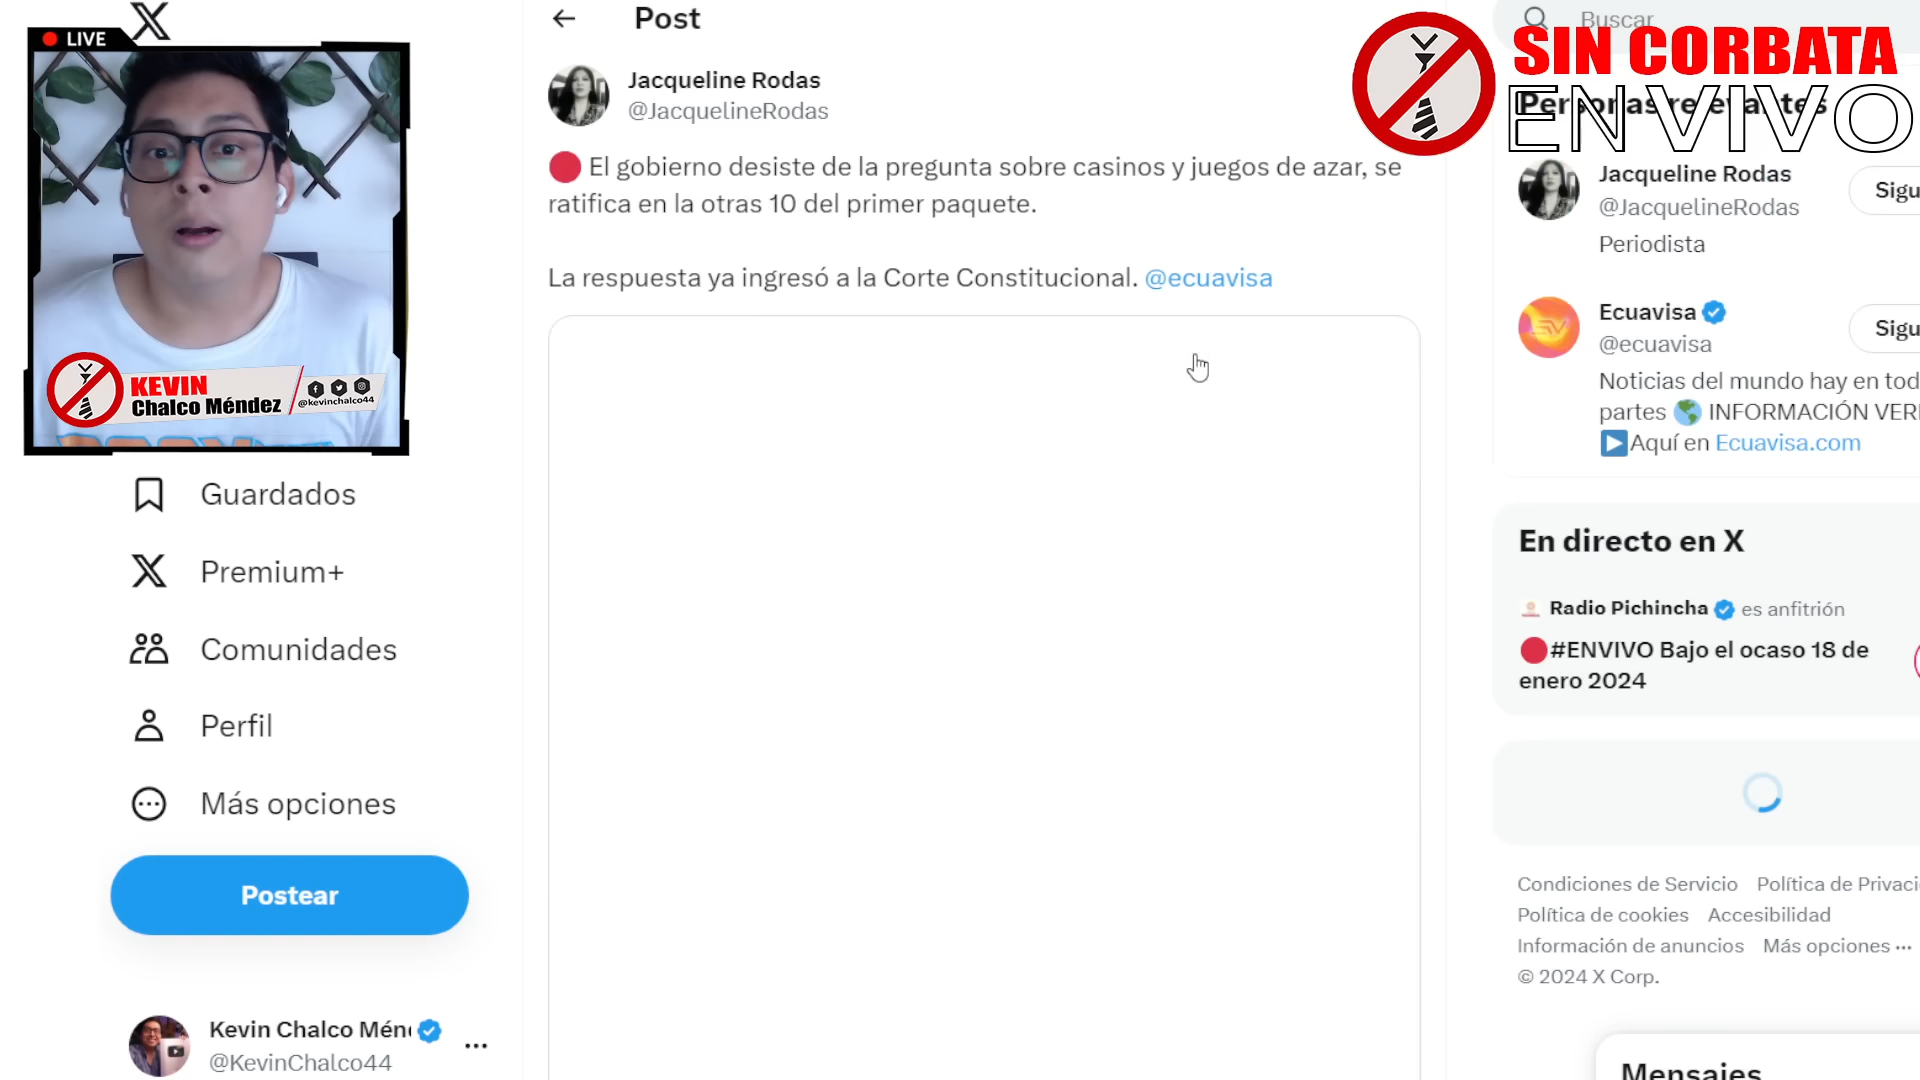 LIVE
KEVIN
Chalco Méndez
@kevinchalco44
Guardados
Premium+
Comunidades
Perfil
Más opciones
Postear
Kevin Chalco Mén
@KevinChalco44
Post
Jacqueline Rodas
@JacquelineRodas
🔴 El gobierno desiste de la pregunta sobre casinos y juegos de azar, se
ratifica en la otras 10 del primer paquete.
La respuesta ya ingresó a la Corte Constitucional. @ecuavisa
Buscar
SIN CORBATA
EN VIVO
Personas relevantes
Jacqueline Rodas
@JacquelineRodas
Sigu
Periodista
Ecuavisa
@ecuavisa
Sigu
Noticias del mundo hay en tod
partes 🌎 INFORMACIÓN VER
▶️Aquí en Ecuavisa.com
En directo en X
Radio Pichincha es anfitrión
🔴#ENVIVO Bajo el ocaso 18 de
enero 2024
Condiciones de Servicio Política de Privaci
Política de cookies Accesibilidad
Información de anuncios Más opciones ···
© 2024 X Corp.
Mensajes